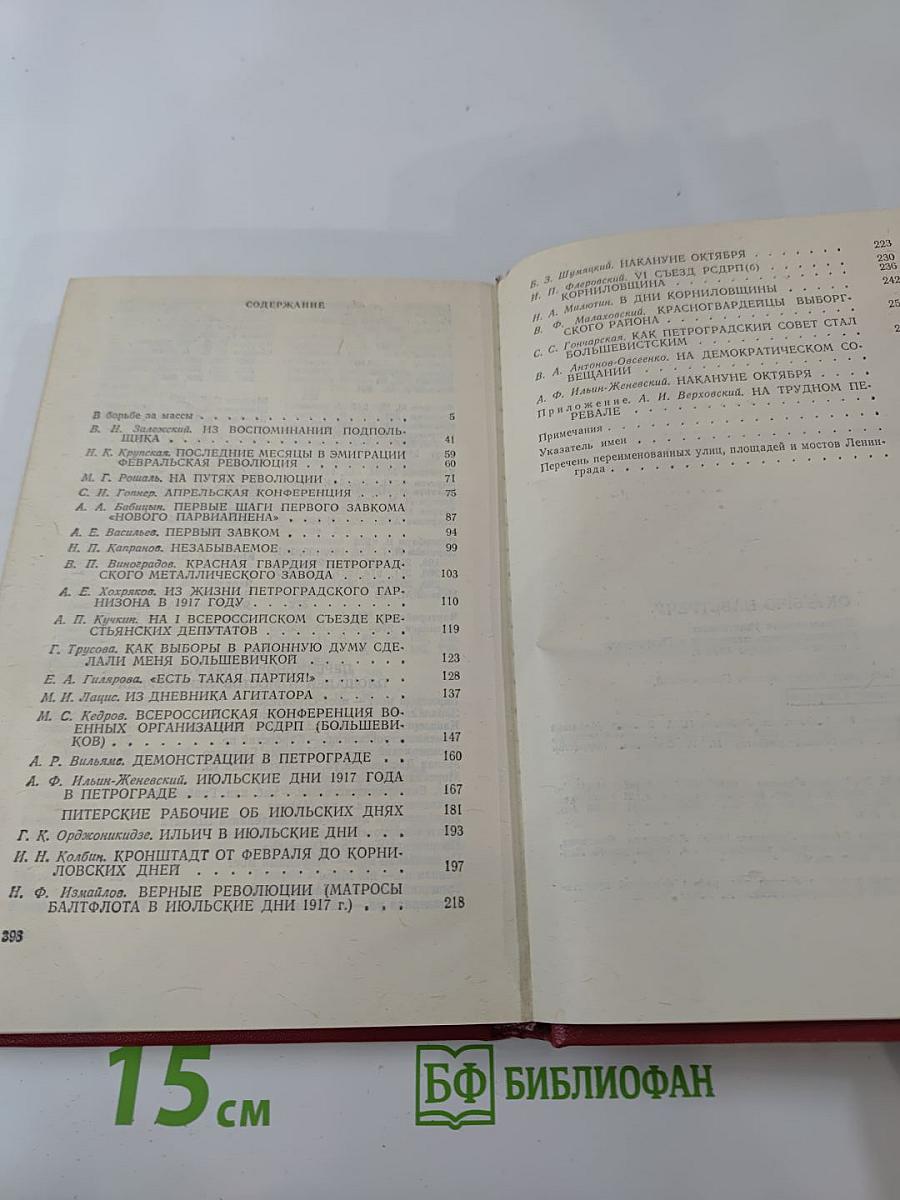 СОДЕРЖАНИЕ
В борьбе за массы . . . . . . . . . . . . . . . 5
В. Н. Залежский. ИЗ ВОСПОМИНАНИЙ ПОДПОЛЬ-
ЩИКА . . . . . . . . . . . . . . . . 41
Н. К. Крупская. ПОСЛЕДНИЕ МЕСЯЦЫ В ЭМИГРАЦИИ 59
ФЕВРАЛЬСКАЯ РЕВОЛЮЦИЯ . . . . . . . 60
М. Г. Рошаль. НА ПУТЯХ РЕВОЛЮЦИИ . . . . . 71
С. И. Гопнер. АПРЕЛЬСКАЯ КОНФЕРЕНЦИЯ . . . . 75
А. А. Бабицын. ПЕРВЫЕ ШАГИ ПЕРВОГО ЗАВКОМА
«НОВОГО ПАРВИАЙНЕНА» . . . . . . . . 87
А. Е. Васильев. ПЕРВЫЙ ЗАВКОМ . . . . . . . . 94
Н. П. Капранов. НЕЗАБЫВАЕМОЕ . . . . . . . . 99
В. П. Виноградов. КРАСНАЯ ГВАРДИЯ ПЕТРОГРАД-
СКОГО МЕТАЛЛИЧЕСКОГО ЗАВОДА . . . . . 103
А. Е. Хохряков. ИЗ ЖИЗНИ ПЕТРОГРАДСКОГО ГАР-
НИЗОНА В 1917 ГОДУ . . . . . . . . . . 110
А. П. Кучкин. НА I ВСЕРОССИЙСКОМ СЪЕЗДЕ КРЕ-
СТЬЯНСКИХ ДЕПУТАТОВ . . . . . . . . . 119
Г. Трусова. КАК ВЫБОРЫ В РАЙОННУЮ ДУМУ СДЕ-
ЛАЛИ МЕНЯ БОЛЬШЕВИЧКОЙ . . . . . . . 123
Е. А. Гилярова. «ЕСТЬ ТАКАЯ ПАРТИЯ!» . . . . . . 128
М. И. Лацис. ИЗ ДНЕВНИКА АГИТАТОРА . . . . . . 137
М. С. Кедров. ВСЕРОССИЙСКАЯ КОНФЕРЕНЦИЯ ВО-
ЕННЫХ ОРГАНИЗАЦИЙ РСДРП (БОЛЬШЕВИ-
КОВ) . . . . . . . . . . . . . . . . . . 147
А. Р. Вильямс. ДЕМОНСТРАЦИИ В ПЕТРОГРАДЕ . . 160
А. Ф. Ильин-Женевский. ИЮЛЬСКИЕ ДНИ 1917 ГОДА
В ПЕТРОГРАДЕ . . . . . . . . . . . . . 167
ПИТЕРСКИЕ РАБОЧИЕ ОБ ИЮЛЬСКИХ ДНЯХ 181
Г. К. Орджоникидзе. ИЛЬИЧ В ИЮЛЬСКИЕ ДНИ . . . 193
И. Н. Колбин. КРОНШТАДТ ОТ ФЕВРАЛЯ ДО КОРНИ-
ЛОВСКИХ ДНЕЙ . . . . . . . . . . . . . 197
Н. Ф. Измайлов. ВЕРНЫЕ РЕВОЛЮЦИИ (МАТРОСЫ
БАЛТФЛОТА В ИЮЛЬСКИЕ ДНИ 1917 г.) . . . 218
398
Б. З. Шумяцкий. НАКАНУНЕ ОКТЯБРЯ . . . . . . . 223
И. П. Флеровский. VI СЪЕЗД РСДРП(б) . . . . . . 230
КОРНИЛОВЩИНА . . . . . . . . . . . . 236
Н. А. Милютин. В ДНИ КОРНИЛОВЩИНЫ . . . . . 242
В. Ф. Малаховский. КРАСНОГВАРДЕЙЦЫ ВЫБОРГ-
СКОГО РАЙОНА . . . . . . . . . . . . . 25
С. С. Гончарская. КАК ПЕТРОГРАДСКИЙ СОВЕТ СТАЛ
БОЛЬШЕВИСТСКИМ . . . . . . . . . . . 2
В. А. Антонов-Овсеенко. НА ДЕМОКРАТИЧЕСКОМ СО-
ВЕЩАНИИ . . . . . . . . . . . . . . .
А. Ф. Ильин-Женевский. НАКАНУНЕ ОКТЯБРЯ . . . .
Приложение. А. И. Верховский. НА ТРУДНОМ ПЕ-
РЕВАЛЕ . . . . . . . . . . . . . . . .
Примечания . . . . . . . . . . . . . . . . . .
Указатель имен . . . . . . . . . . . . . . . .
Перечень переименованных улиц, площадей и мостов Ленин-
града . . . . . . . . . . . . . . . . . .
15 см
БФ БИБЛИОФАН